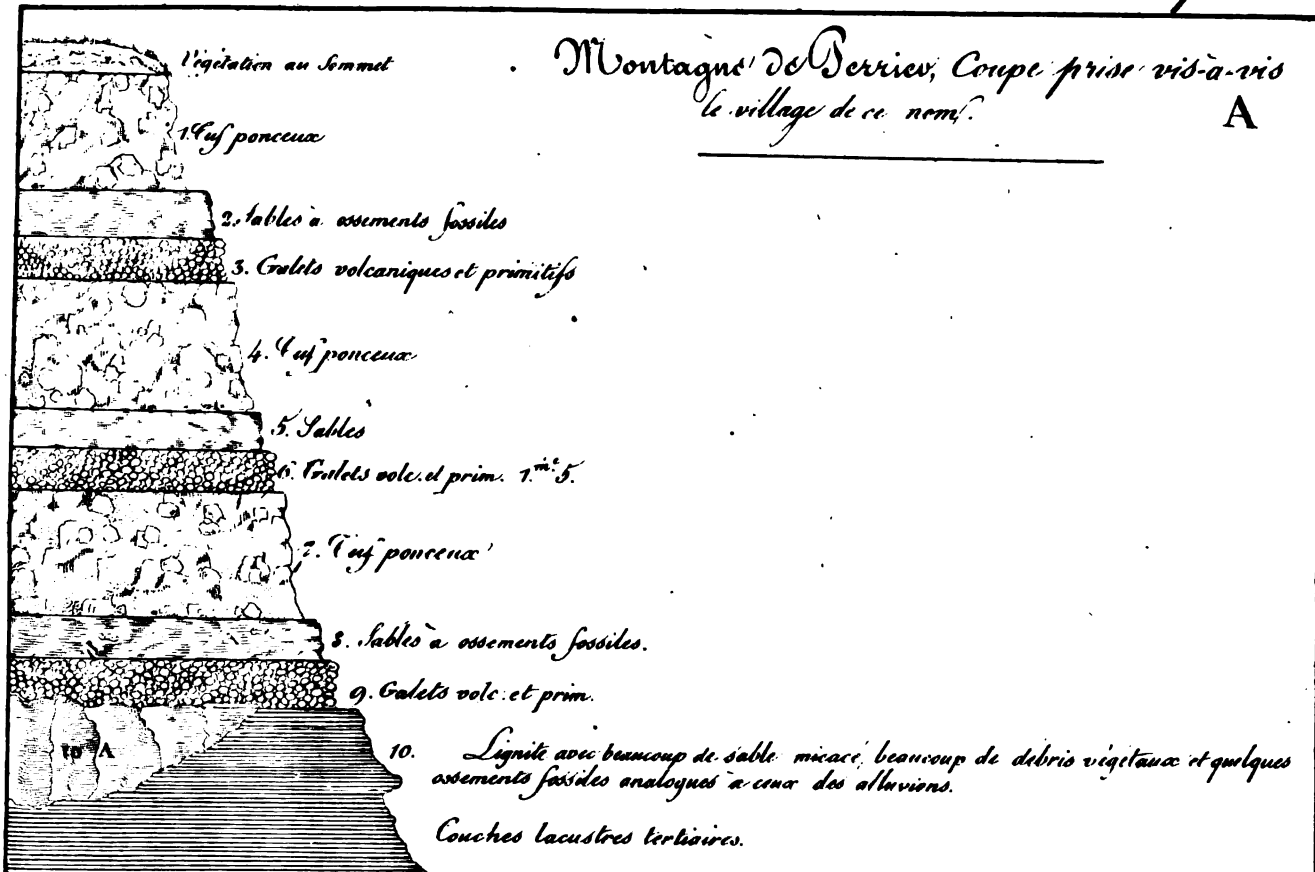 Montagne de Perrier, Coupe prise vis-à-vis
le village de ce nom.
A
Végétation au Sommet
1. Tuf ponceux
2. Sables à ossements fossiles
3. Galets volcaniques et primitifs
4. Tuf ponceux
5. Sables
6. Galets volc. et prim. 1.me 5.
7. Tuf ponceux
8. Sables à ossements fossiles.
9. Galets volc. et prim.
10 A
10. Lignite avec beaucoup de sable micacé, beaucoup de debris végétaux et quelques
ossements fossiles analogues à ceux des alluvions.
Couches lacustres tertiaires.